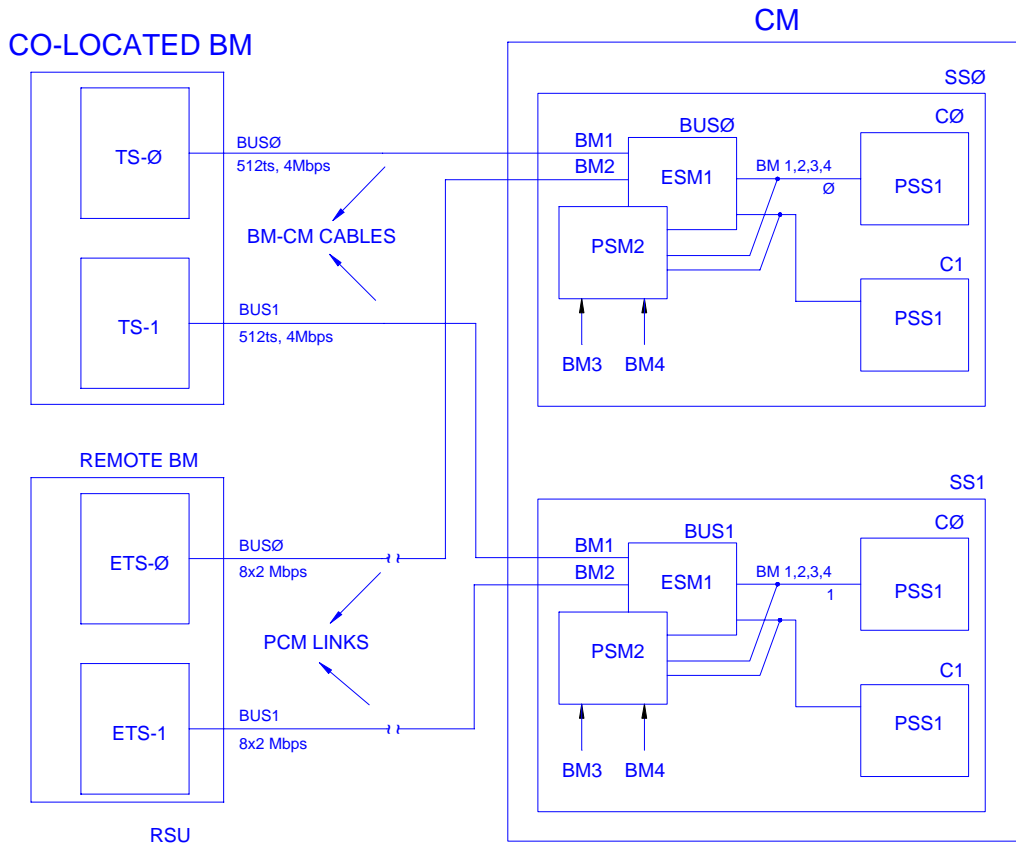 CM
CO-LOCATED BM
SSØ
CØ
BUSØ
BUSØ
BM1
TS-Ø
512ts, 4Mbps
BM2
ESM1
BM 1,2,3,4
Ø
PSS1
BM-CM CABLES
PSM2
C1
BUS1
TS-1
512ts, 4Mbps
PSS1
BM3
BM4
REMOTE BM
SS1
CØ
BUS1
BUSØ
BM1
ETS-Ø
8x2 Mbps
BM2
ESM1
BM 1,2,3,4
1
PSS1
PCM LINKS
PSM2
C1
BUS1
ETS-1
8x2 Mbps
PSS1
BM3
BM4
RSU